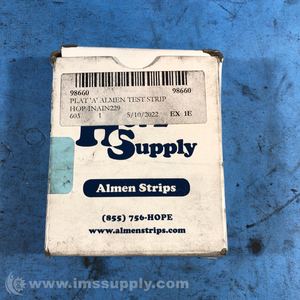 98660 98660
PLAT 'A' ALMEN TEST STRIP
HOP-INAIN229
605 1 5/10/2022 EX 1E
Supply
Almen Strips
(855) 756-HOPE
www.almenstrips.com
© www.imssupply.com